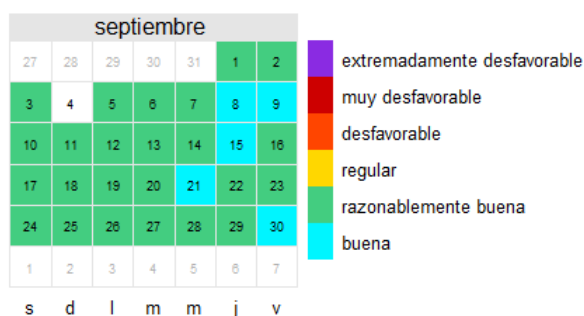 septiembre
27 28 29 30 31 1 2
3 4 5 6 7 8 9
10 11 12 13 14 15 16
17 18 19 20 21 22 23
24 25 26 27 28 29 30
1 2 3 4 5 6 7
s d l m m j v
extremadamente desfavorable
muy desfavorable
desfavorable
regular
razonablemente buena
buena